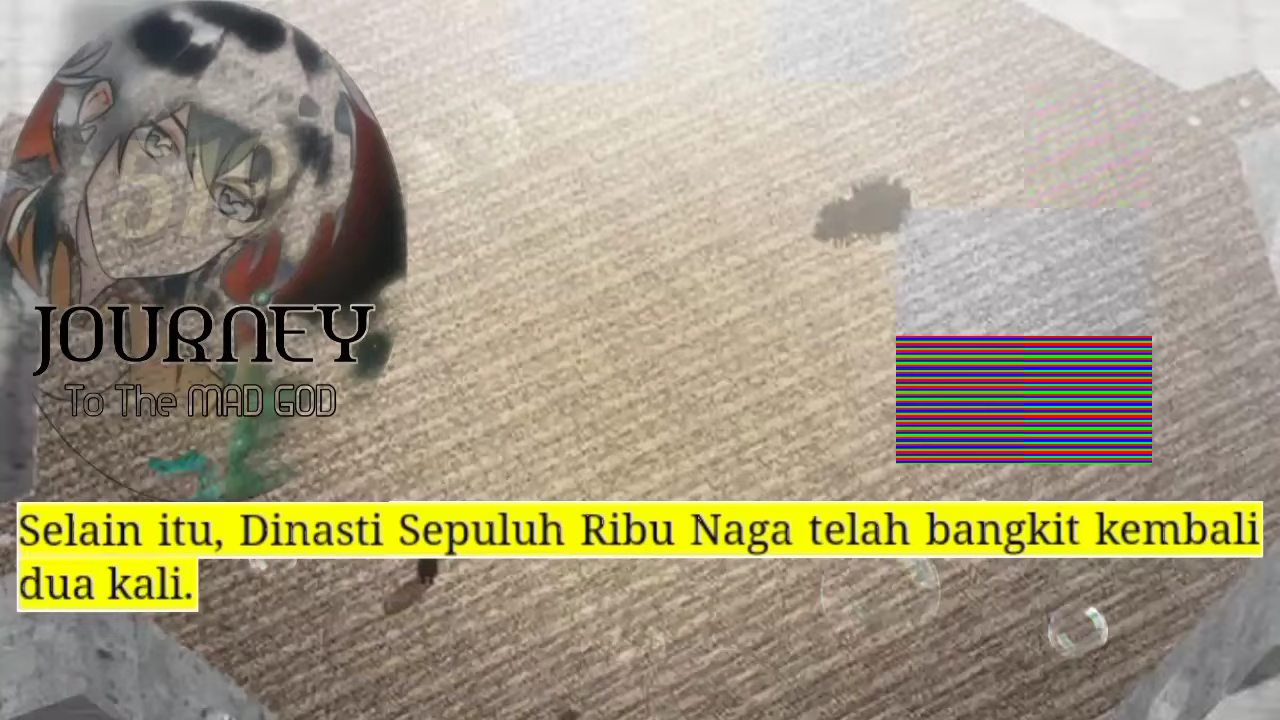 JOURNEY
To The MAD GOD
Selain itu, Dinasti Sepuluh Ribu Naga telah bangkit kembali
dua kali.